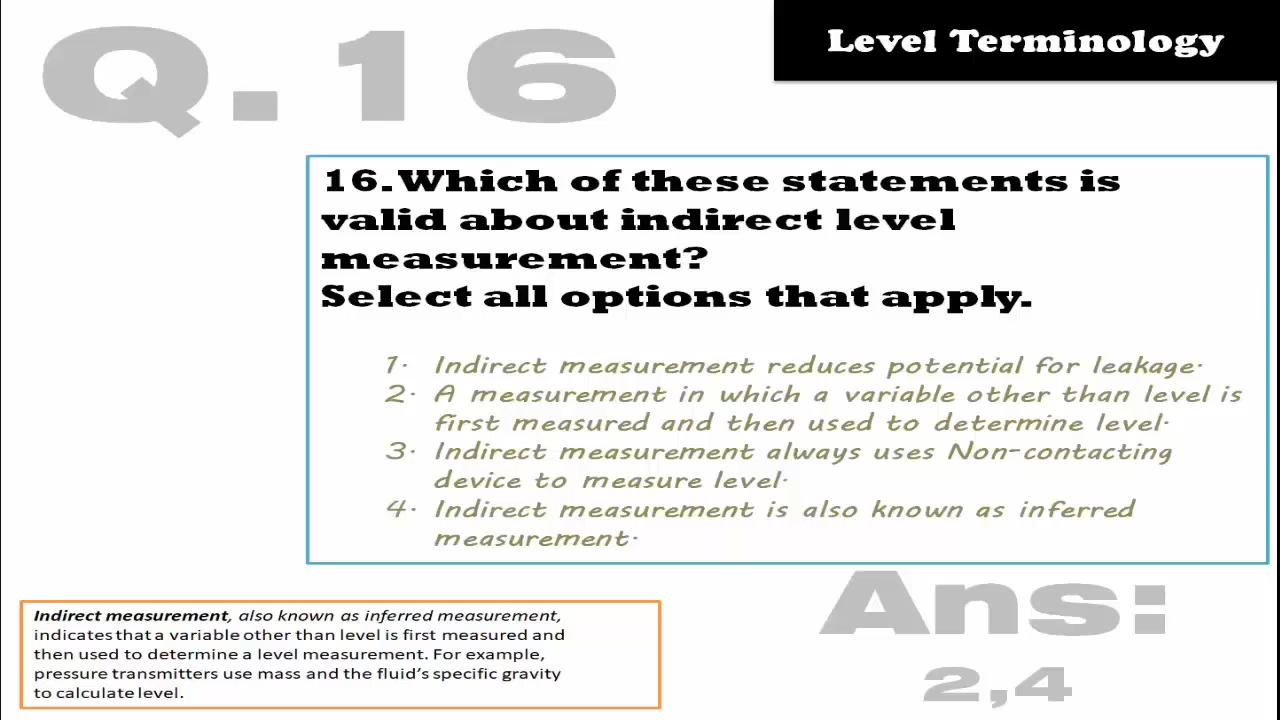 Q.16
Level Terminology
16.Which of these statements is
valid about indirect level
measurement?
Select all options that apply.
1. Indirect measurement reduces potential for leakage.
2. A measurement in which a variable other than level is
first measured and then used to determine level.
3. Indirect measurement always uses Non-contacting
device to measure level.
4. Indirect measurement is also known as inferred
measurement.
Indirect measurement, also known as inferred measurement,
indicates that a variable other than level is first measured and
then used to determine a level measurement. For example,
pressure transmitters use mass and the fluid’s specific gravity
to calculate level.
Ans:
2,4